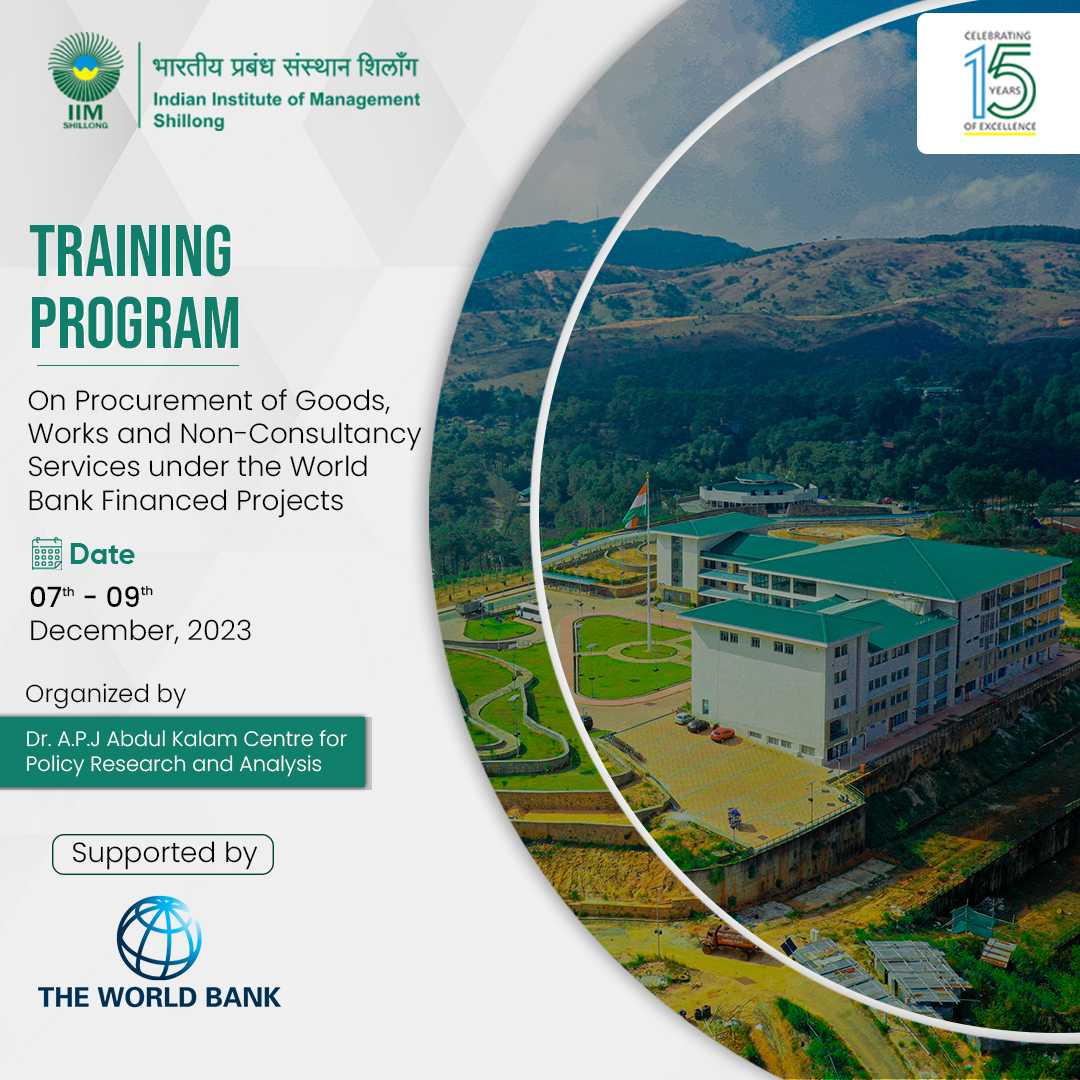 IIM
SHILLONG
भारतीय प्रबंध संस्थान शिलाँग
Indian Institute of Management
Shillong
CELEBRATING
15
YEARS
OF EXCELLENCE
TRAINING
PROGRAM
On Procurement of Goods,
Works and Non-Consultancy
Services under the World
Bank Financed Projects
Date
07th - 09th
December, 2023
Organized by
Dr. A.P.J Abdul Kalam Centre for
Policy Research and Analysis
Supported by
THE WORLD BANK